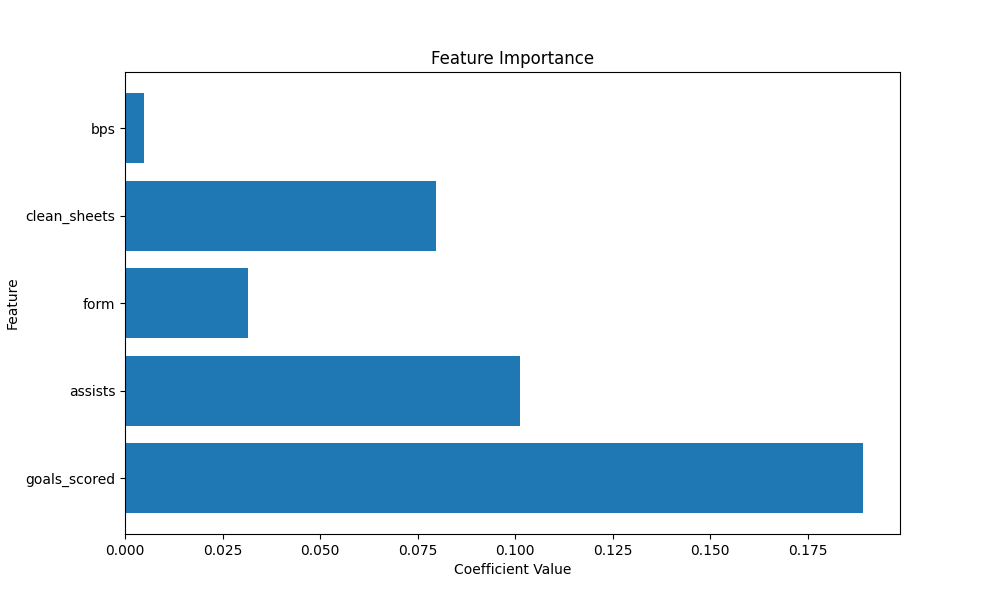 Feature Importance
bps
clean_sheets
form
assists
goals_scored
Feature
0.000 0.025 0.050 0.075 0.100 0.125 0.150 0.175
Coefficient Value